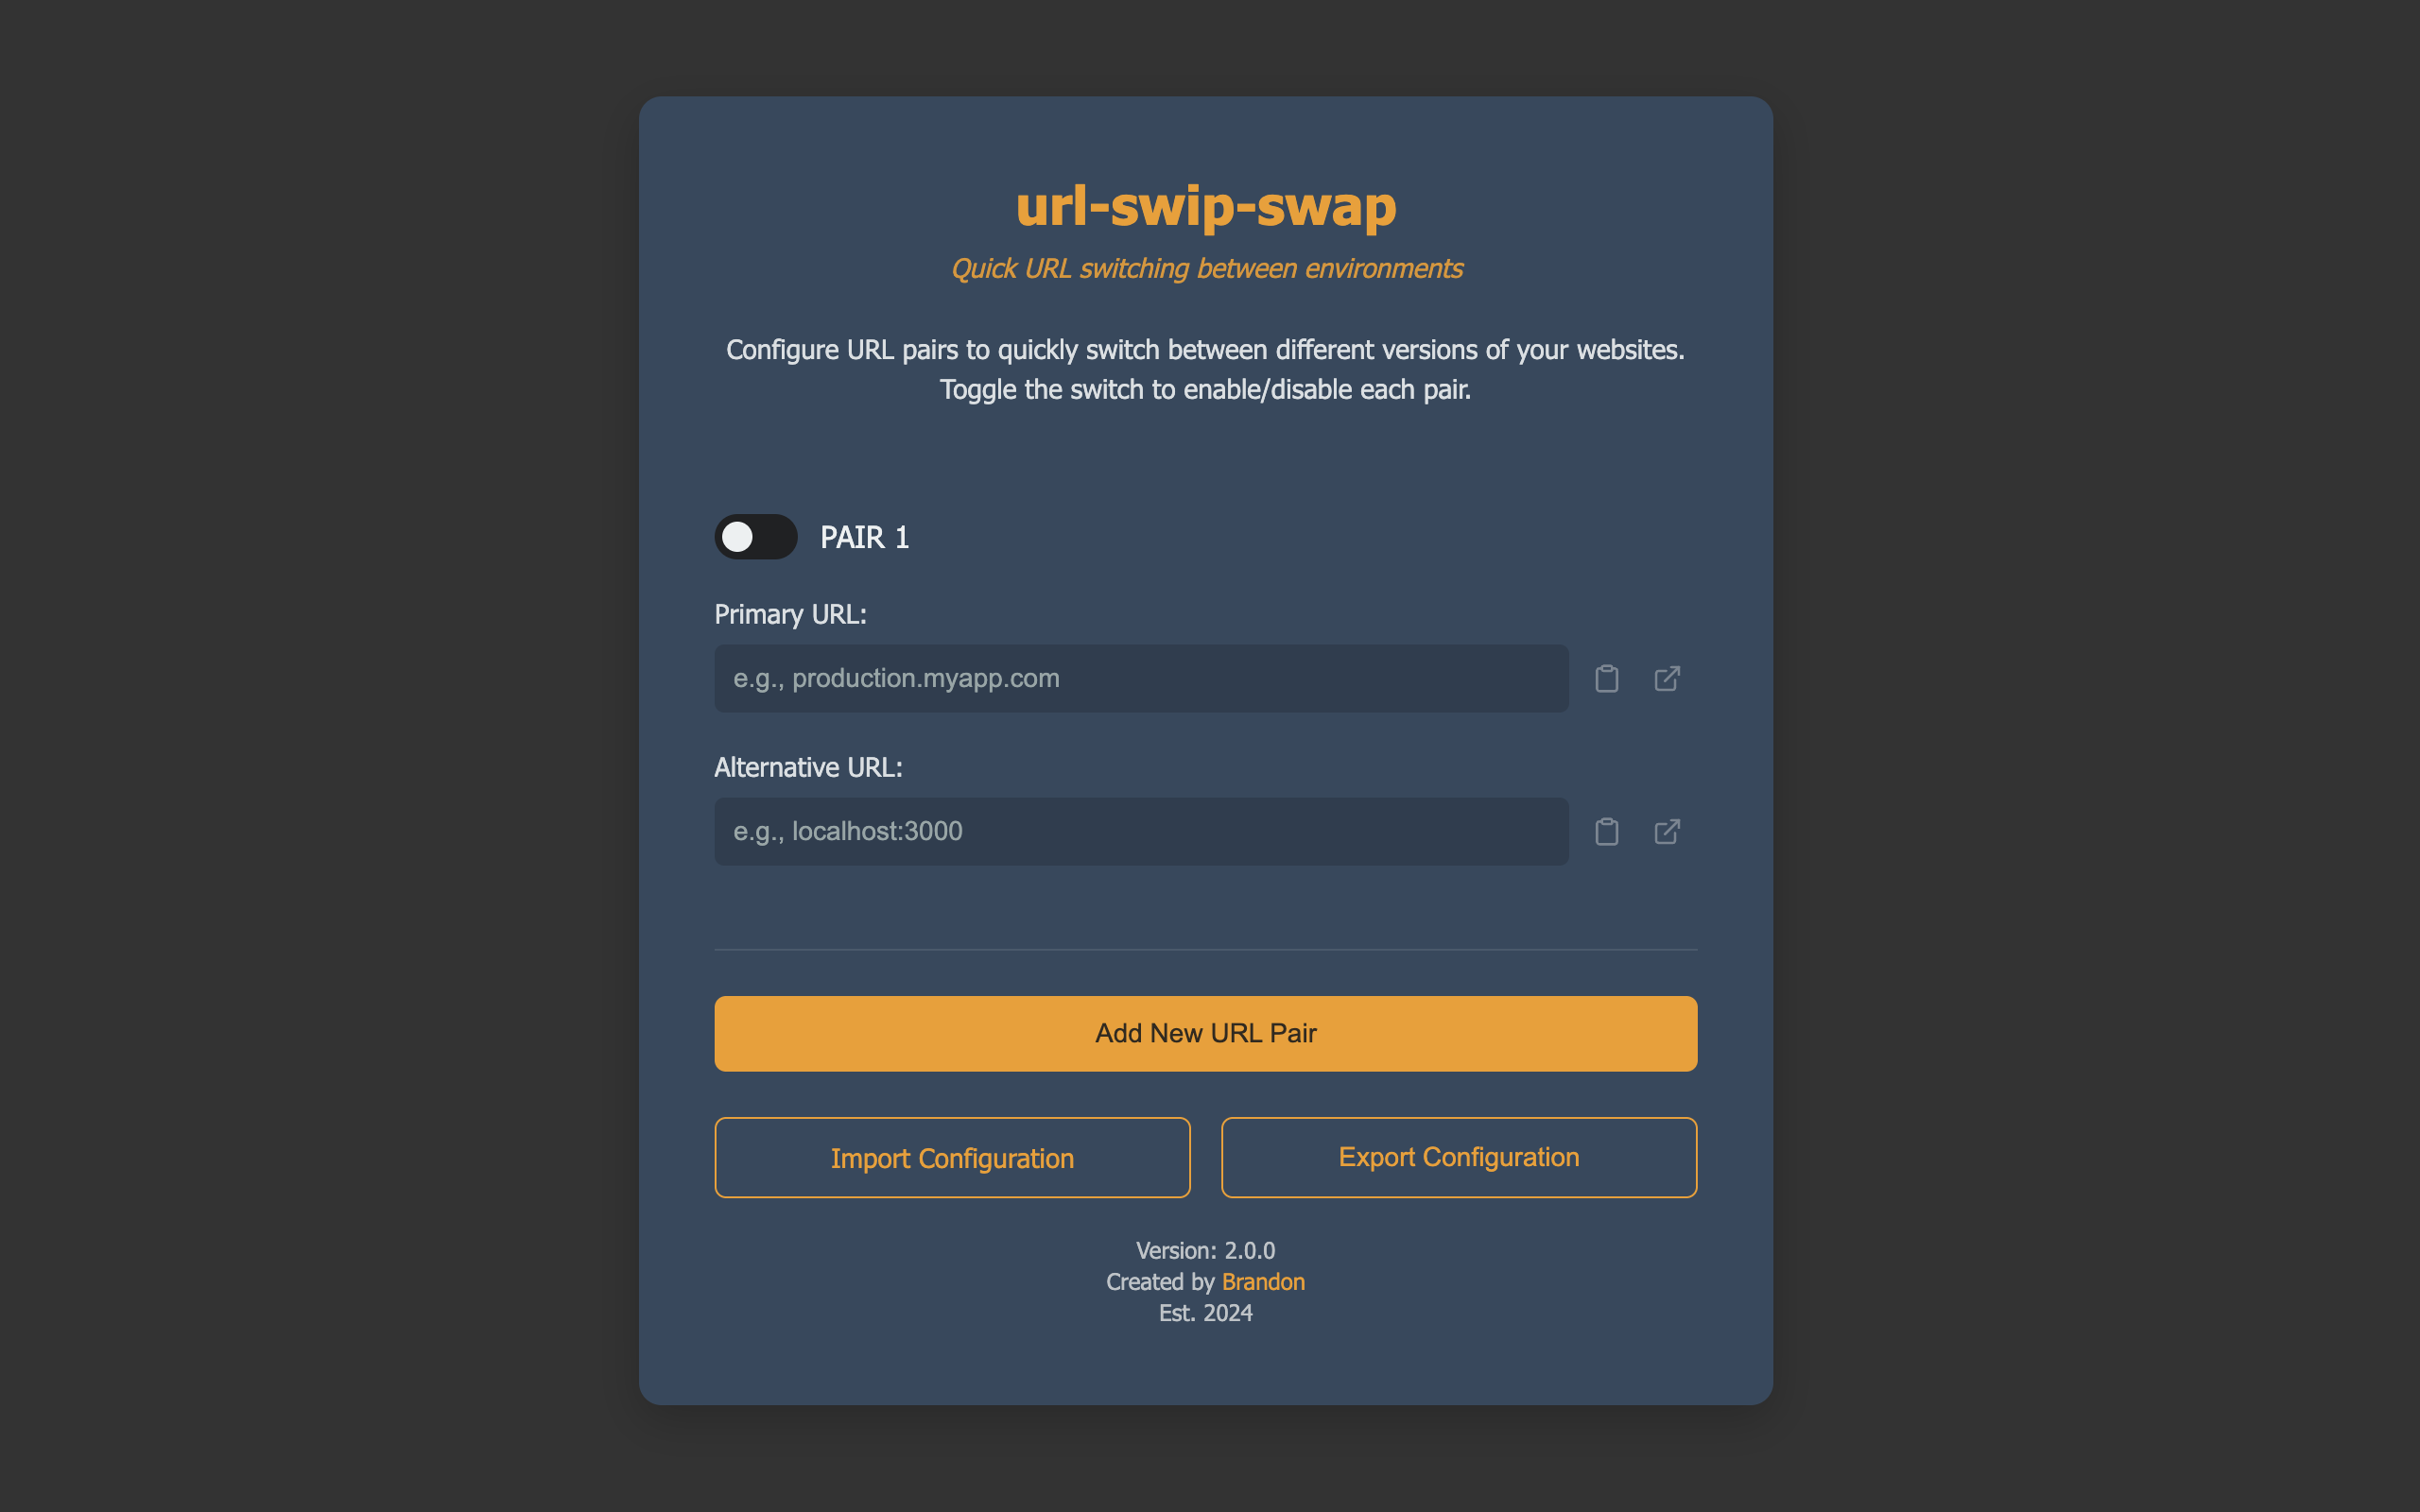 url-swip-swap
Quick URL switching between environments
Configure URL pairs to quickly switch between different versions of your websites.
Toggle the switch to enable/disable each pair.
PAIR 1
Primary URL:
e.g., production.myapp.com
Alternative URL:
e.g., localhost:3000
Add New URL Pair
Import Configuration
Export Configuration
Version: 2.0.0
Created by Brandon
Est. 2024